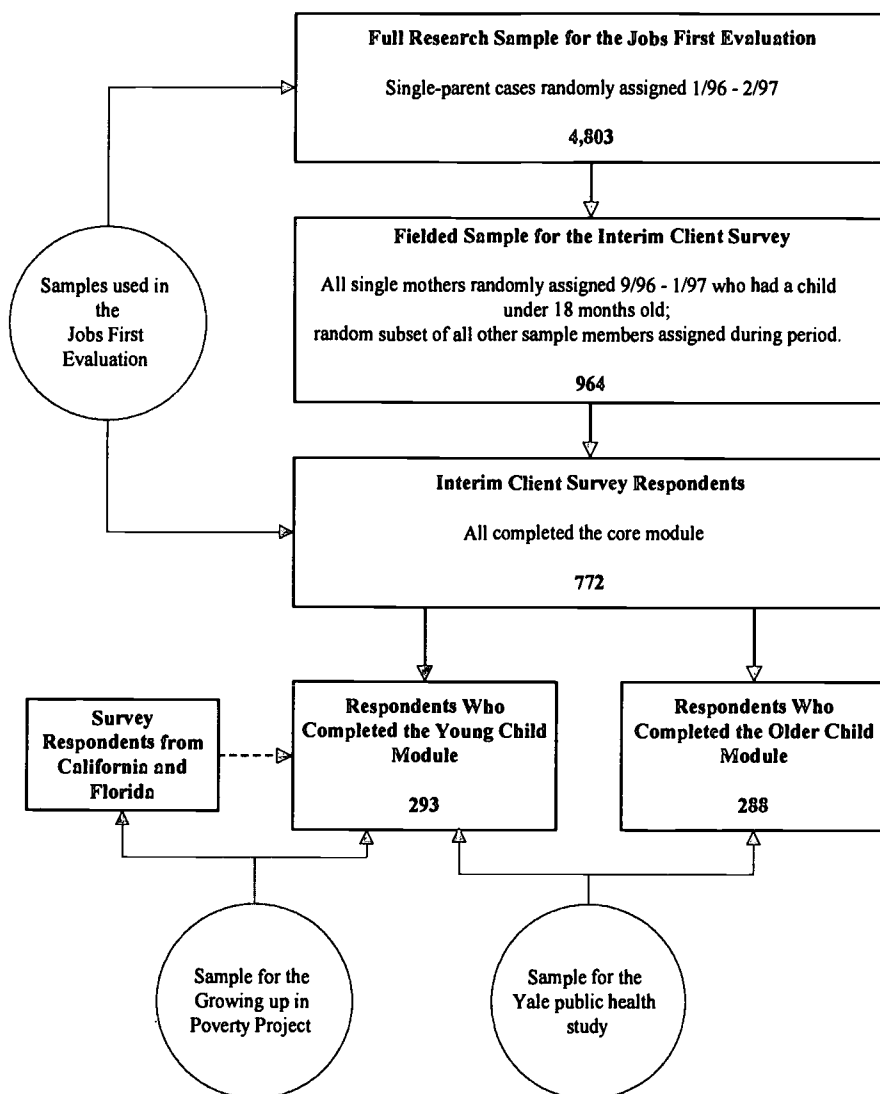 Full Research Sample for the Jobs First Evaluation
Single-parent cases randomly assigned 1/96 - 2/97
4,803
Fielded Sample for the Interim Client Survey
All single mothers randomly assigned 9/96 - 1/97 who had a child
under 18 months old;
random subset of all other sample members assigned during period.
964
Samples used in
the
Jobs First
Evaluation
Interim Client Survey Respondents
All completed the core module
772
Survey
Respondents from
California and
Florida
Respondents Who
Completed the Young Child
Module
293
Respondents Who
Completed the Older Child
Module
288
Sample for the
Growing up in
Poverty Project
Sample for the
Yale public health
study